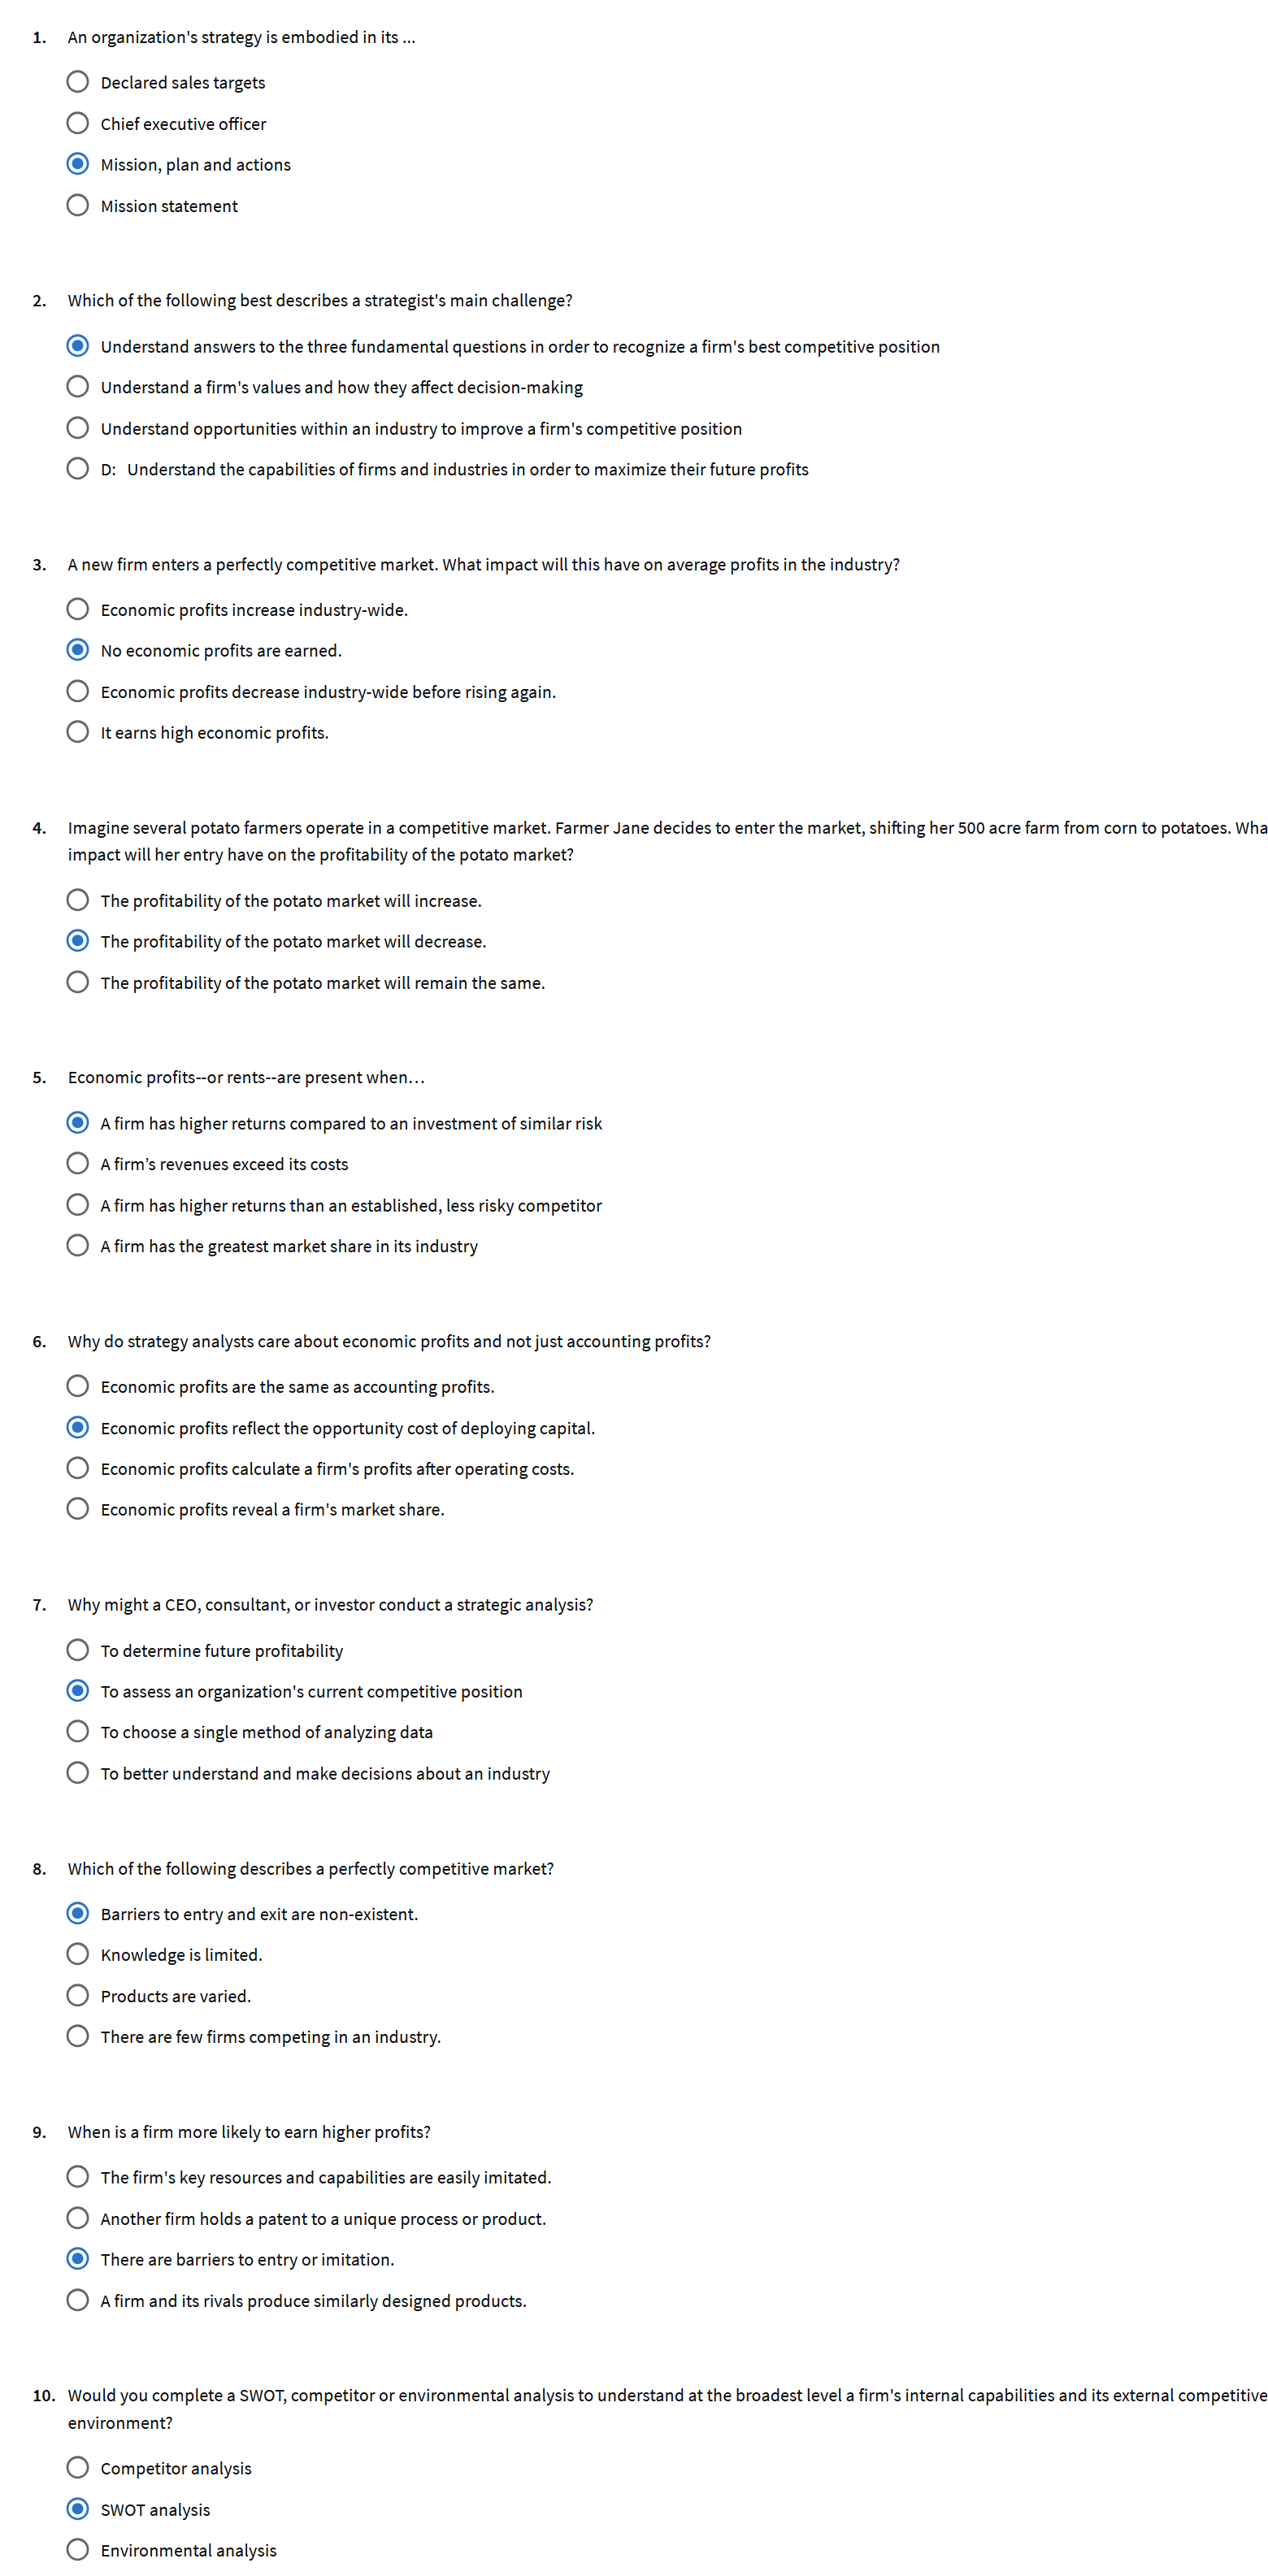 1. An organization's strategy is embodied in its ...
Declared sales targets
Chief executive officer
Mission, plan and actions
Mission statement
2. Which of the following best describes a strategist's main challenge?
Understand answers to the three fundamental questions in order to recognize a firm's best competitive position
Understand a firm's values and how they affect decision-making
Understand opportunities within an industry to improve a firm's competitive position
D: Understand the capabilities of firms and industries in order to maximize their future profits
3. A new firm enters a perfectly competitive market. What impact will this have on average profits in the industry?
Economic profits increase industry-wide.
No economic profits are earned.
Economic profits decrease industry-wide before rising again.
It earns high economic profits.
4. Imagine several potato farmers operate in a competitive market. Farmer Jane decides to enter the market, shifting her 500 acre farm from corn to potatoes. Wha
impact will her entry have on the profitability of the potato market?
The profitability of the potato market will increase.
The profitability of the potato market will decrease.
The profitability of the potato market will remain the same.
5. Economic profits--or rents--are present when…
A firm has higher returns compared to an investment of similar risk
A firm’s revenues exceed its costs
A firm has higher returns than an established, less risky competitor
A firm has the greatest market share in its industry
6. Why do strategy analysts care about economic profits and not just accounting profits?
Economic profits are the same as accounting profits.
Economic profits reflect the opportunity cost of deploying capital.
Economic profits calculate a firm's profits after operating costs.
Economic profits reveal a firm's market share.
7. Why might a CEO, consultant, or investor conduct a strategic analysis?
To determine future profitability
To assess an organization's current competitive position
To choose a single method of analyzing data
To better understand and make decisions about an industry
8. Which of the following describes a perfectly competitive market?
Barriers to entry and exit are non-existent.
Knowledge is limited.
Products are varied.
There are few firms competing in an industry.
9. When is a firm more likely to earn higher profits?
The firm's key resources and capabilities are easily imitated.
Another firm holds a patent to a unique process or product.
There are barriers to entry or imitation.
A firm and its rivals produce similarly designed products.
10. Would you complete a SWOT, competitor or environmental analysis to understand at the broadest level a firm's internal capabilities and its external competitive
environment?
Competitor analysis
SWOT analysis
Environmental analysis